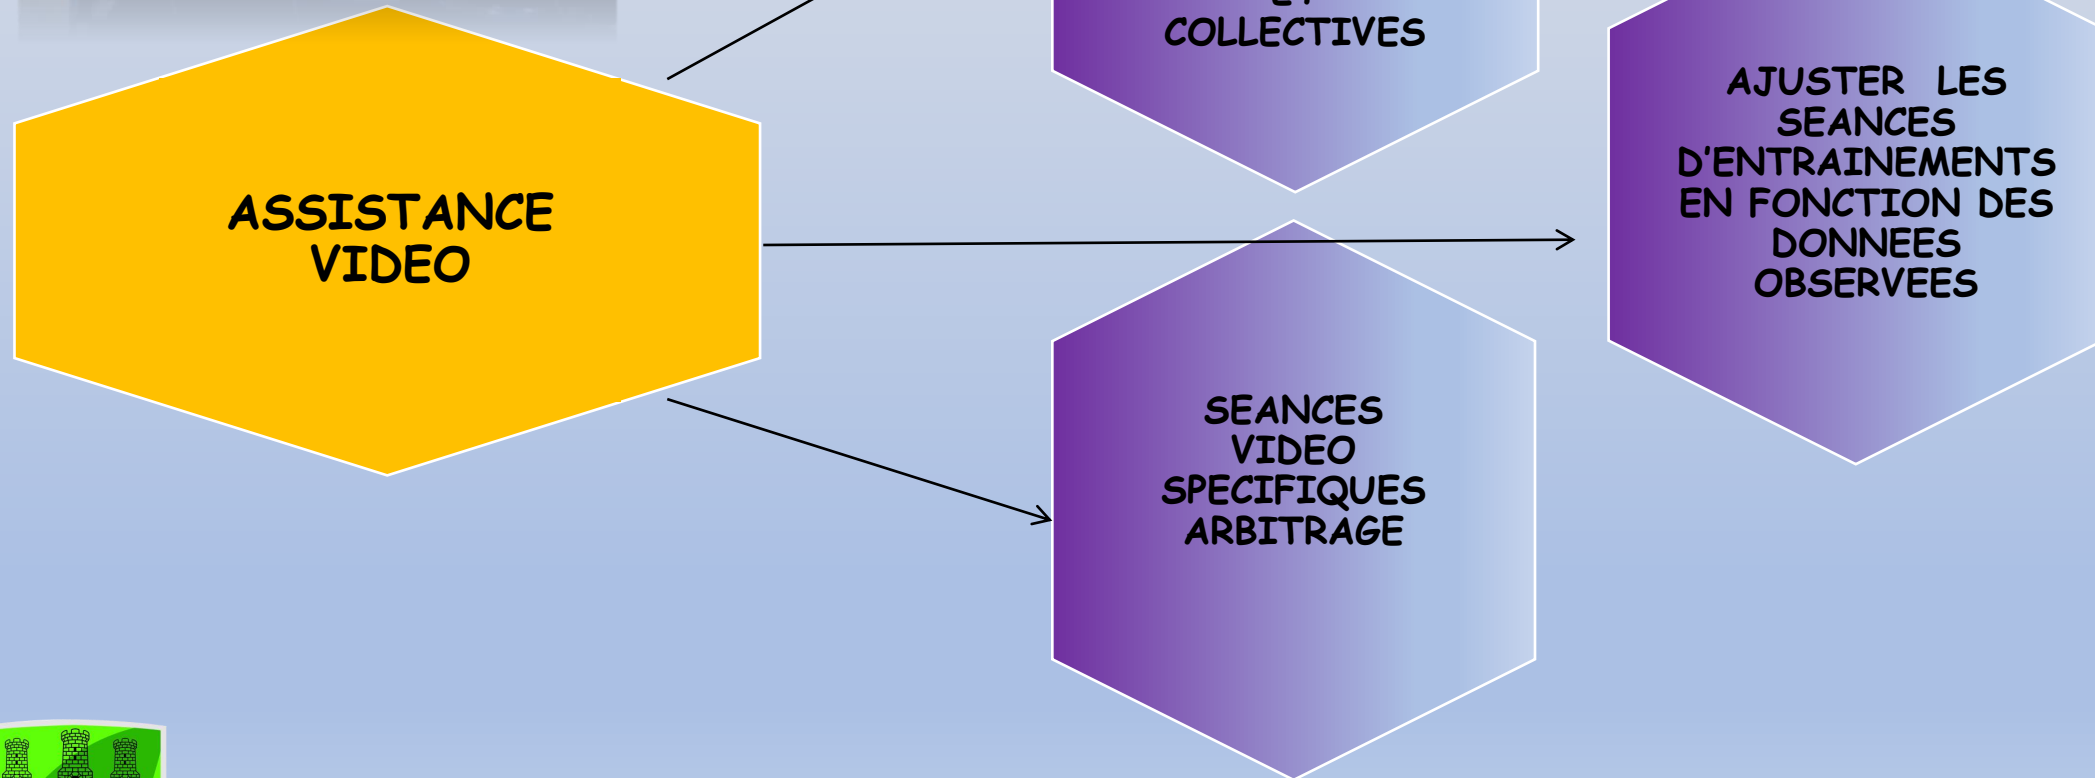 COLLECTIVES
ASSISTANCE
VIDEO
AJUSTER LES
SEANCES
D'ENTRAINEMENTS
EN FONCTION DES
DONNEES
OBSERVEES
SEANCES
VIDEO
SPECIFIQUES
ARBITRAGE